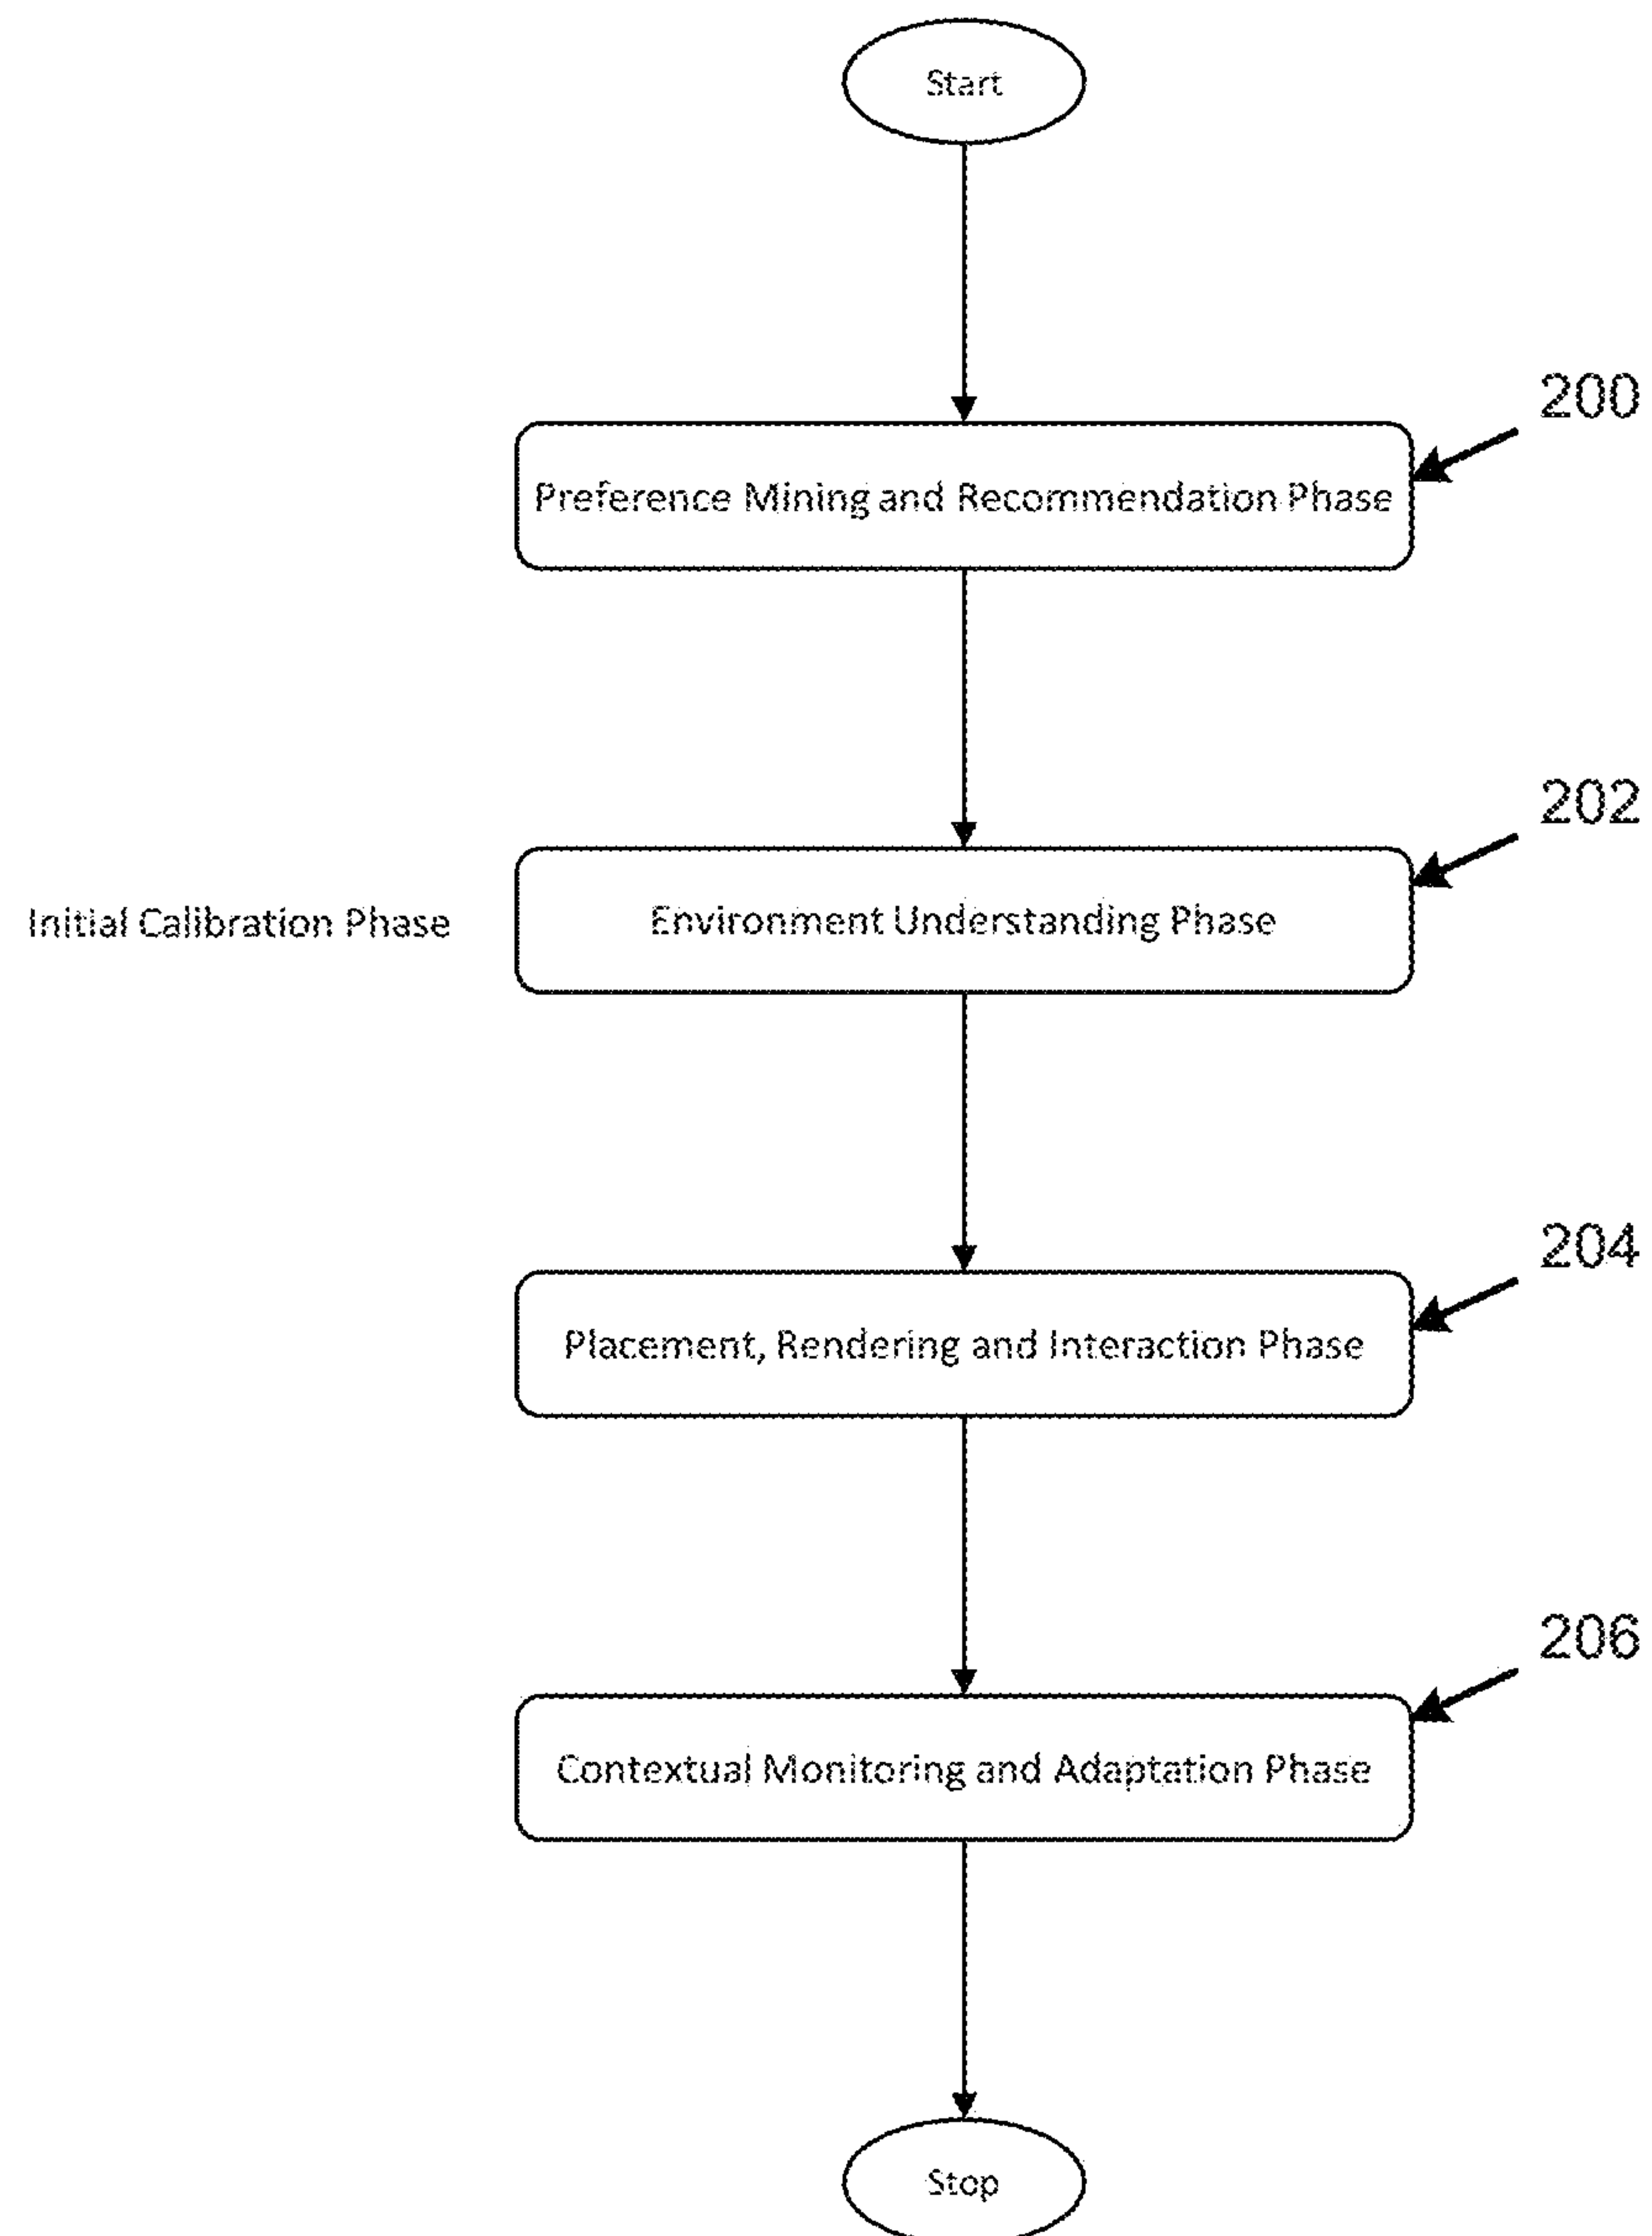 Start
200
Preference Mining and Recommendation Phase
202
Initial Calibration Phase
Environment Understanding Phase
204
Placement, Rendering and Interaction Phase
206
Contextual Monitoring and Adaptation Phase
Stop